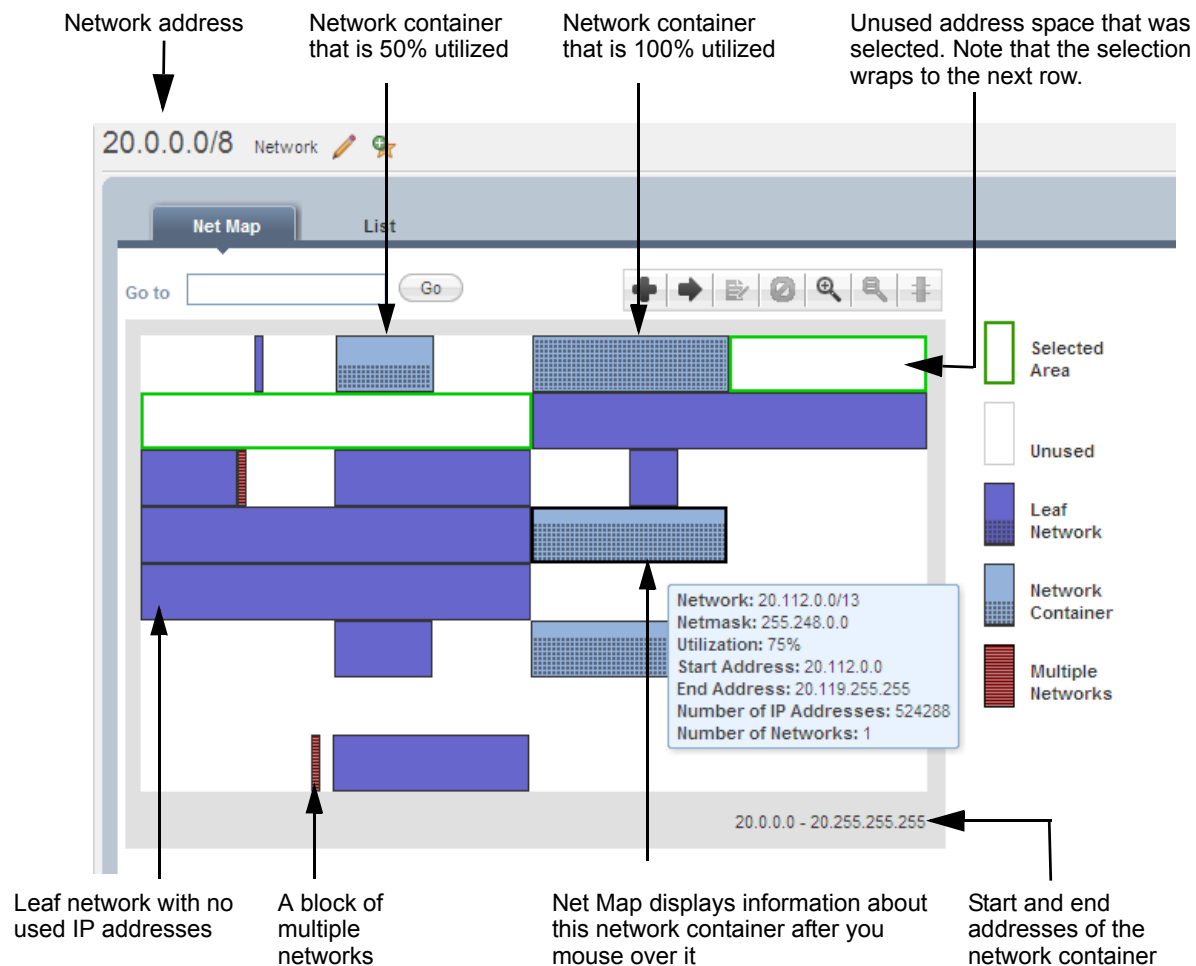 Network address
Network container
that is 50% utilized
Network container
that is 100% utilized
Unused address space that was
selected. Note that the selection
wraps to the next row.
20.0.0.0/8 Network
Net Map
List
Go to
Go
Selected
Area
Unused
Leaf
Network
Network
Container
Multiple
Networks
Network: 20.112.0.0/13
Netmask: 255.248.0.0
Utilization: 75%
Start Address: 20.112.0.0
End Address: 20.119.255.255
Number of IP Addresses: 524288
Number of Networks: 1
20.0.0.0 - 20.255.255.255
Leaf network with no
used IP addresses
A block of
multiple
networks
Net Map displays information about
this network container after you
mouse over it
Start and end
addresses of the
network container